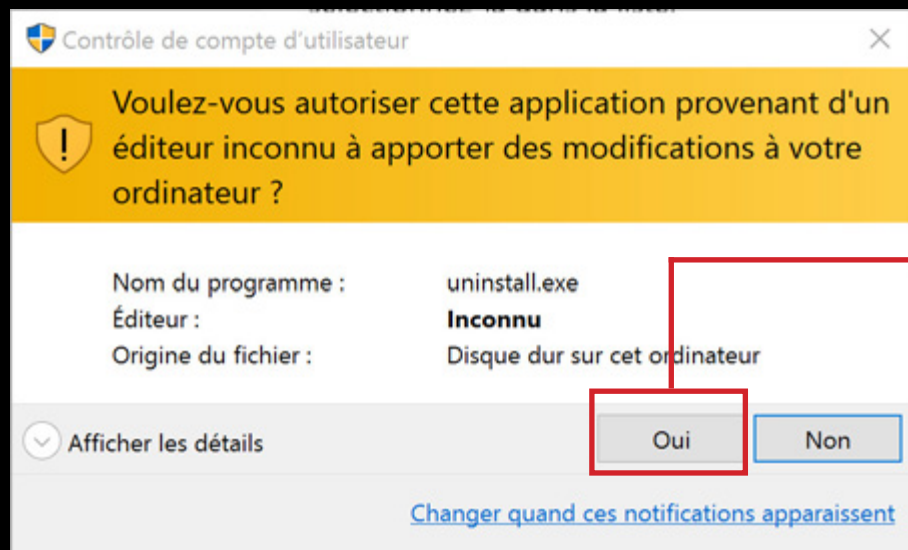 Contrôle de compte d'utilisateur
Voulez-vous autoriser cette application provenant d'un
éditeur inconnu à apporter des modifications à votre
ordinateur ?
Nom du programme : uninstall.exe
Éditeur : Inconnu
Origine du fichier : Disque dur sur cet ordinateur
Afficher les détails Oui Non
Changer quand ces notifications apparaissent